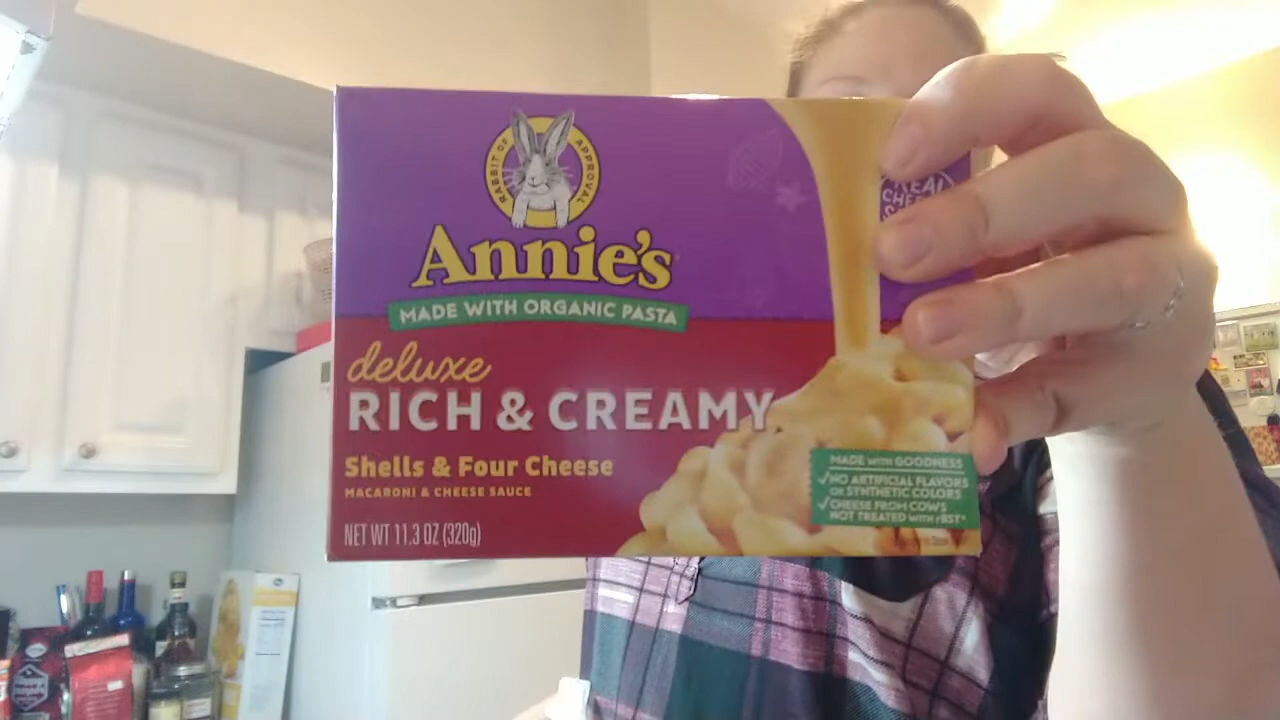 RABBIT OF APPROVAL
Annie's
MADE WITH ORGANIC PASTA
deluxe
RICH & CREAMY
Shells & Four Cheese
MACARONI & CHEESE SAUCE
NET WT 11.3 OZ (320g)
REAL
MADE WITH GOODNESS
✓NO ARTIFICIAL FLAVORS
OR SYNTHETIC COLORS
✓CHEESE FROM COWS
NOT TREATED WITH rBST*